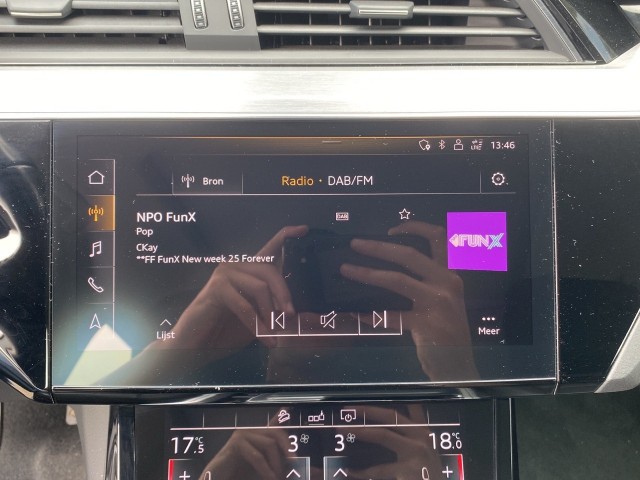 LTE 13:46
Bron Radio · DAB/FM
NPO FunX DAB
Pop
CKay
**FF FunX New week 25 Forever
FUNX
Lijst
Meer
17.5 °C 3 3 18.0 °C
+ +